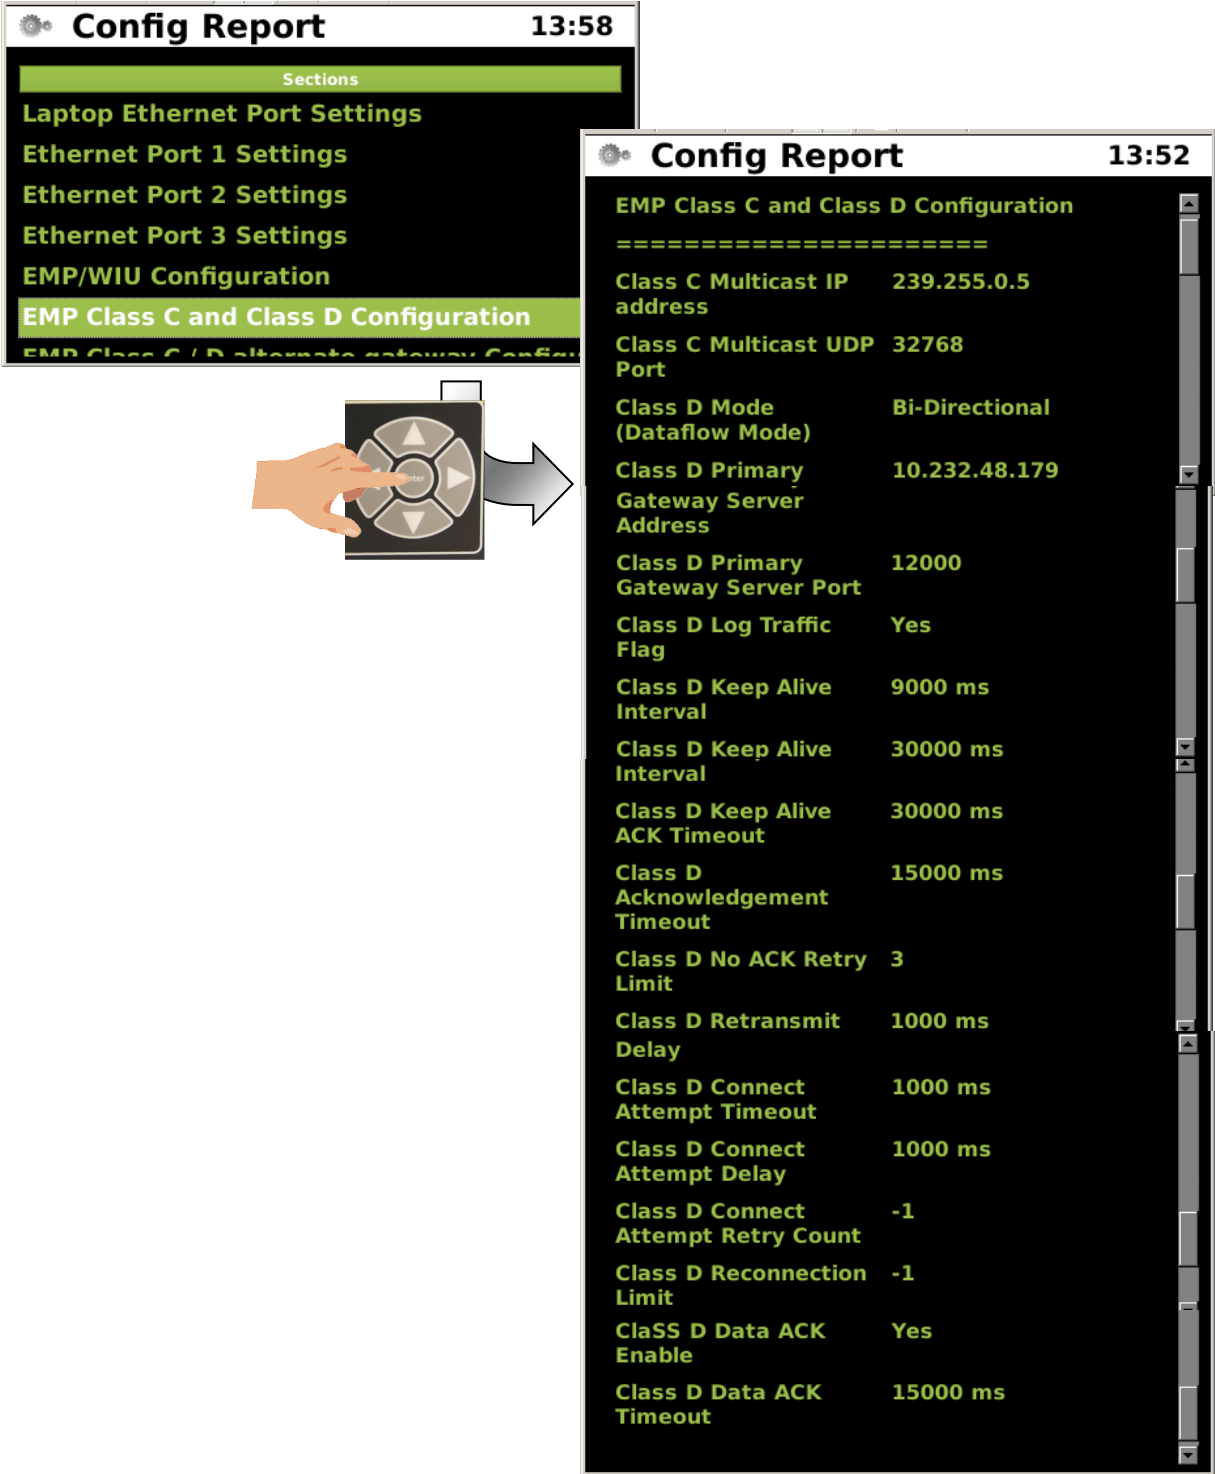 Config Report 13:58
Sections
Laptop Ethernet Port Settings
Ethernet Port 1 Settings
Ethernet Port 2 Settings
Ethernet Port 3 Settings
EMP/WIU Configuration
EMP Class C and Class D Configuration
EMP Class C / D alternate gateway
Config Report 13:52
EMP Class C and Class D Configuration
======================
Class C Multicast IP 239.255.0.5
address
Class C Multicast UDP 32768
Port
Class D Mode Bi-Directional
(Dataflow Mode)
Class D Primary 10.232.48.179
Gateway Server
Address
Class D Primary 12000
Gateway Server Port
Class D Log Traffic Yes
Flag
Class D Keep Alive 9000 ms
Interval
Class D Keep Alive 30000 ms
Interval
Class D Keep Alive 30000 ms
ACK Timeout
Class D 15000 ms
Acknowledgement
Timeout
Class D No ACK Retry 3
Limit
Class D Retransmit 1000 ms
Delay
Class D Connect 1000 ms
Attempt Timeout
Class D Connect 1000 ms
Attempt Delay
Class D Connect -1
Attempt Retry Count
Class D Reconnection -1
Limit
ClaSS D Data ACK Yes
Enable
Class D Data ACK 15000 ms
Timeout